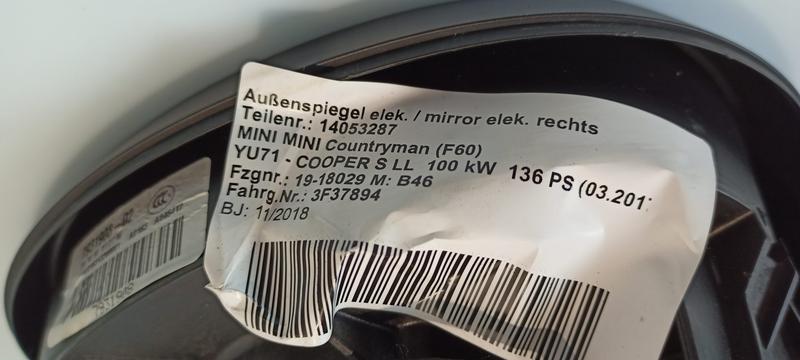 Außenspiegel elek. / mirror elek. rechts
Teilenr.: 14053287
MINI MINI Countryman (F60)
YU71 - COOPER S LL 100 kW 136 PS (03.201
Fzgnr.: 19-18029 M: B46
Fahrg.Nr.: 3F37894
BJ: 11/2018
CCC